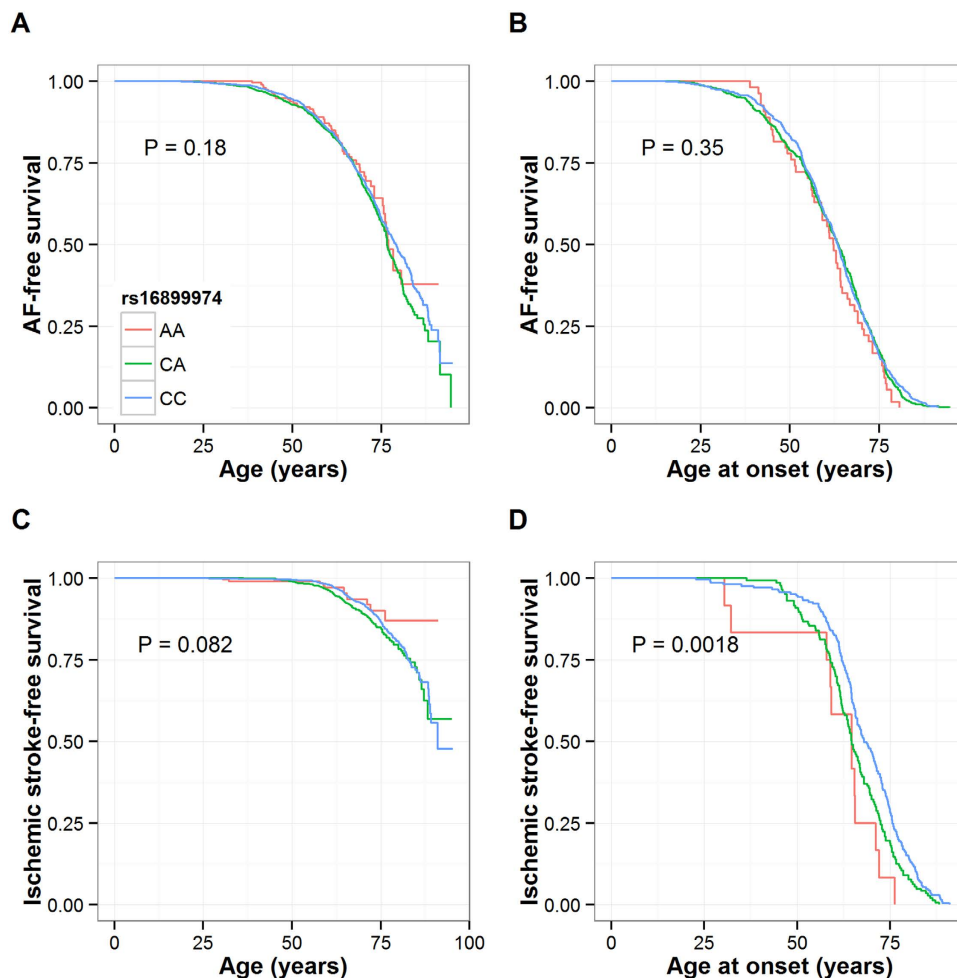 A
AF-free survival
1.00
0.75
0.50
0.25
0.00
P = 0.18
rs16899974
AA
CA
CC
0 25 50 75
Age (years)
B
AF-free survival
1.00
0.75
0.50
0.25
0.00
P = 0.35
0 25 50 75
Age at onset (years)
C
Ischemic stroke-free survival
1.00
0.75
0.50
0.25
0.00
P = 0.082
0 25 50 75 100
Age (years)
D
Ischemic stroke-free survival
1.00
0.75
0.50
0.25
0.00
P = 0.0018
0 25 50 75
Age at onset (years)